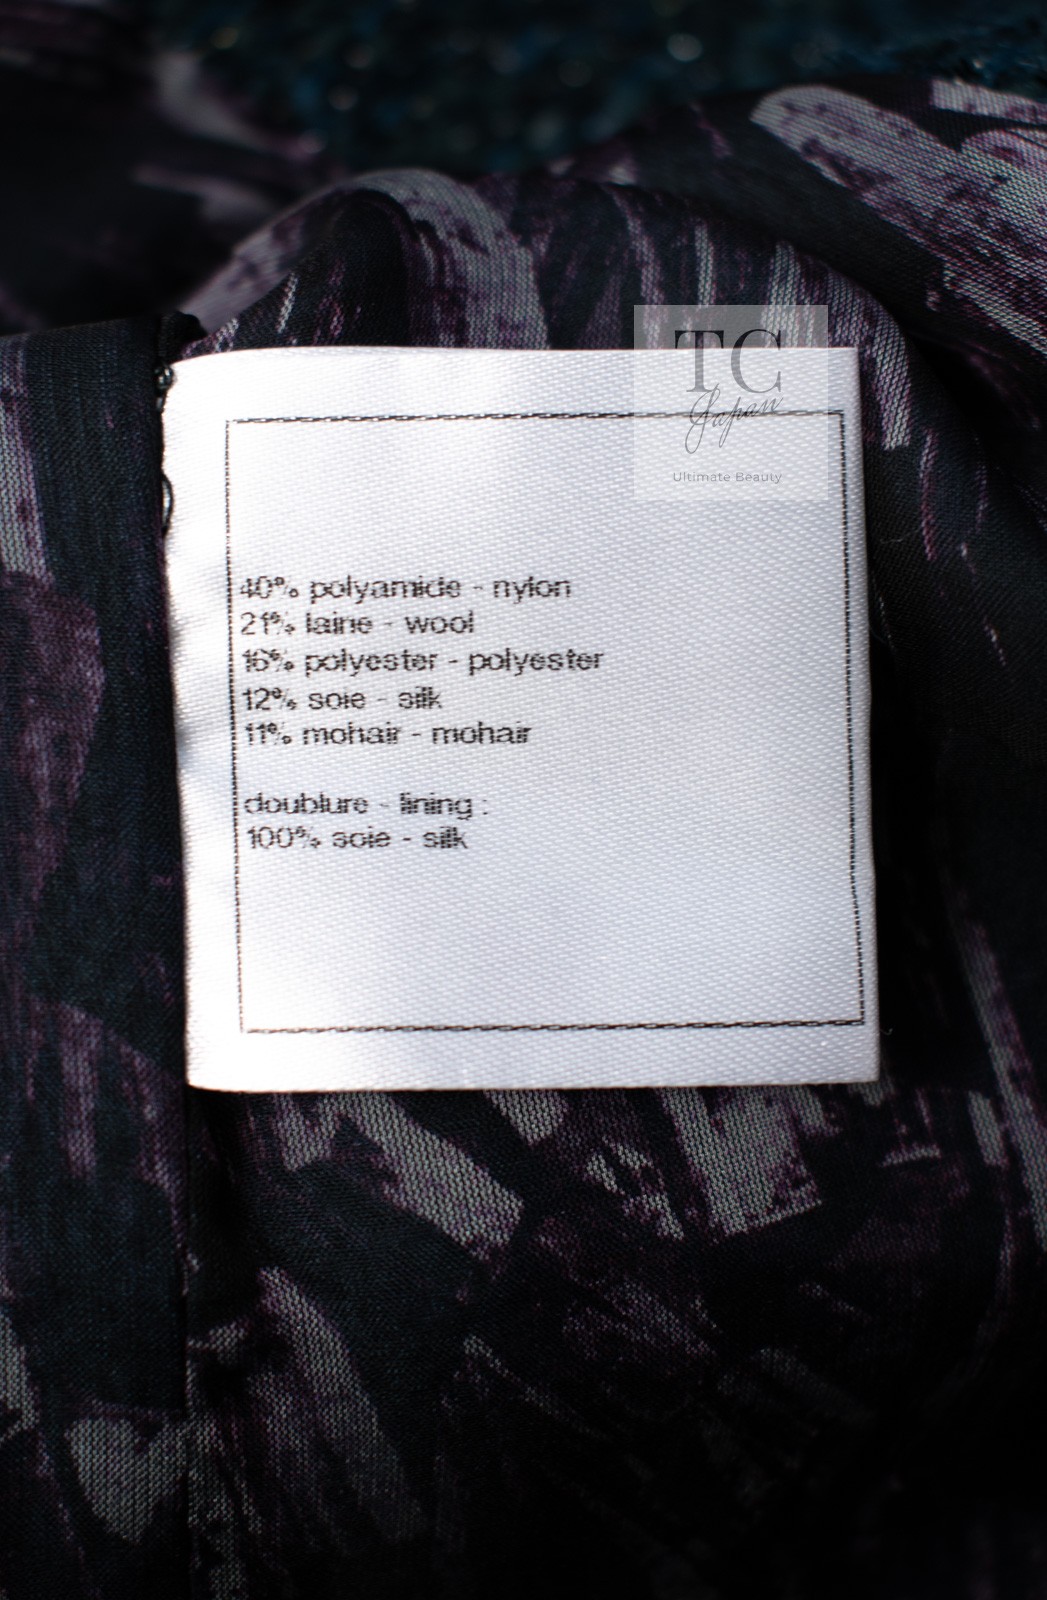 TC
Japan
Ultimate Beauty
40% polyamide - nylon
21% laine - wool
16% polyester - polyester
12% soie - silk
11% mohair - mohair
doublure - lining :
100% soie - silk